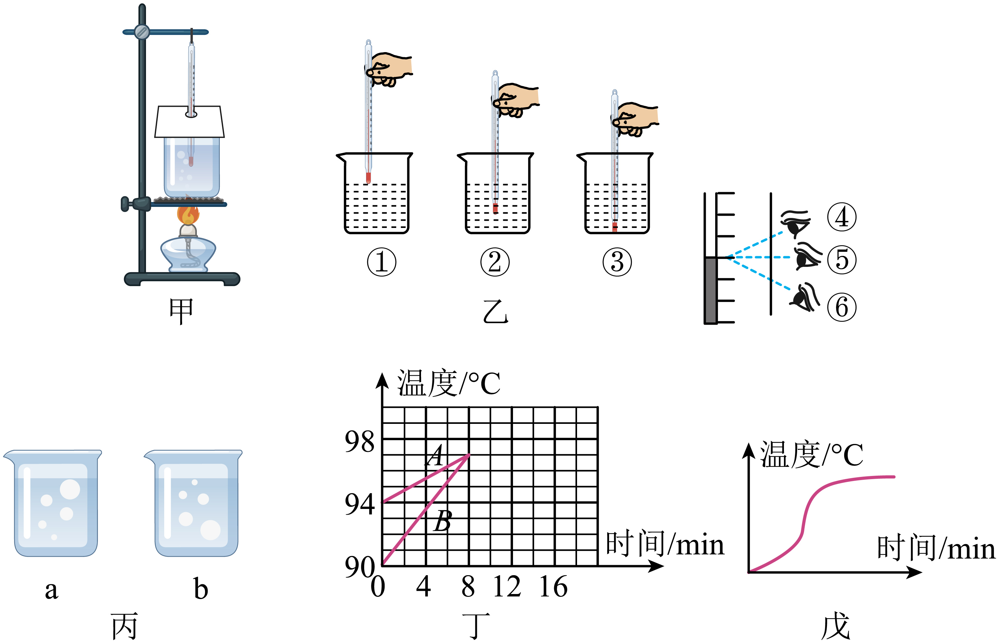 ① ② ③
④
⑤
⑥
甲
乙
温度/°C
98
94
90
A
B
0 4 8 12 16
时间/min
温度/°C
时间/min
a b
丙
丁
戊